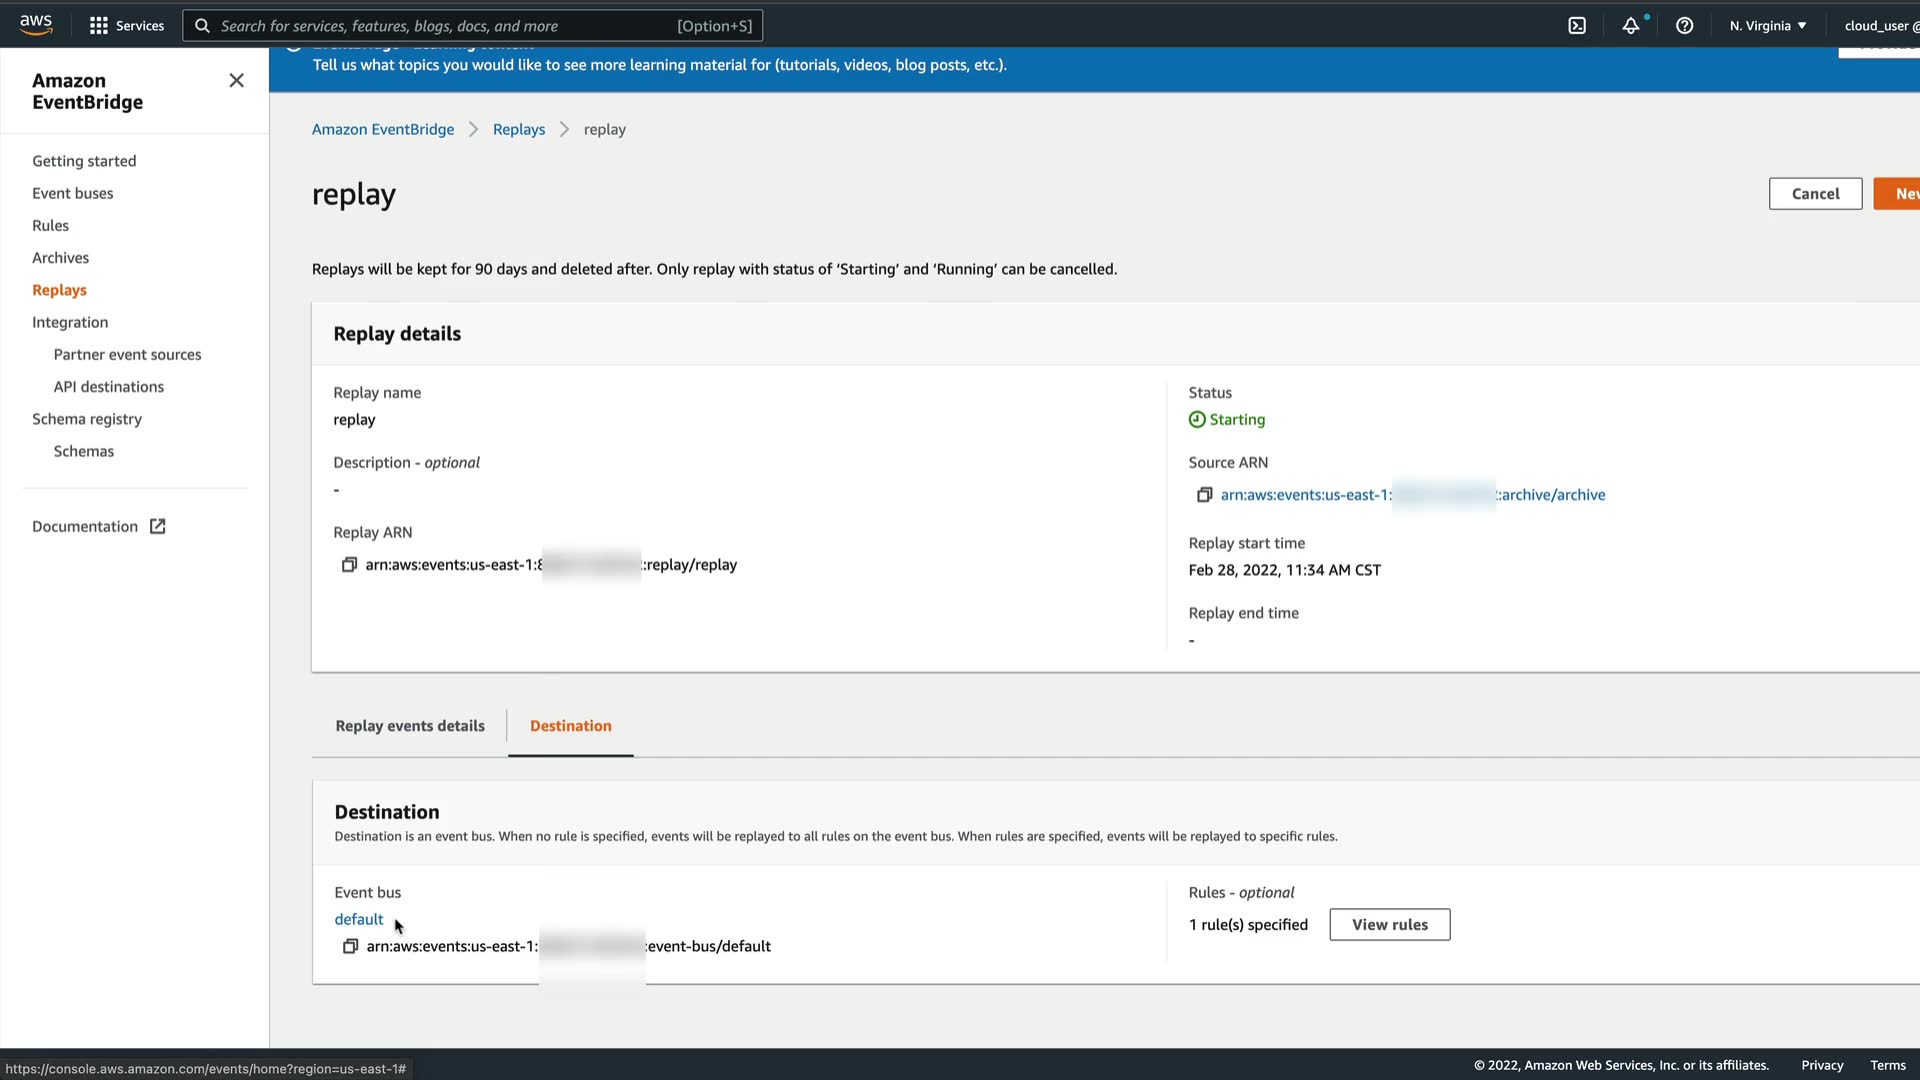 aws
Services
Search for services, features, blogs, docs, and more [Option+S]
N. Virginia
cloud_user @
Tell us what topics you would like to see more learning material for (tutorials, videos, blog posts, etc.).
Amazon
EventBridge
Getting started
Event buses
Rules
Archives
Replays
Integration
Partner event sources
API destinations
Schema registry
Schemas
Documentation
Amazon EventBridge
Replays
replay
replay
Cancel
New
Replays will be kept for 90 days and deleted after. Only replay with status of ‘Starting’ and ‘Running’ can be cancelled.
Replay details
Replay name
replay
Description - optional
-
Replay ARN
arn:aws:events:us-east-1:8 :replay/replay
Status
Starting
Source ARN
arn:aws:events:us-east-1: :archive/archive
Replay start time
Feb 28, 2022, 11:34 AM CST
Replay end time
-
Replay events details
Destination
Destination
Destination is an event bus. When no rule is specified, events will be replayed to all rules on the event bus. When rules are specified, events will be replayed to specific rules.
Event bus
default
arn:aws:events:us-east-1: :event-bus/default
Rules - optional
1 rule(s) specified
View rules
https://console.aws.amazon.com/events/home?region=us-east-1#
© 2022, Amazon Web Services, Inc. or its affiliates.
Privacy
Terms